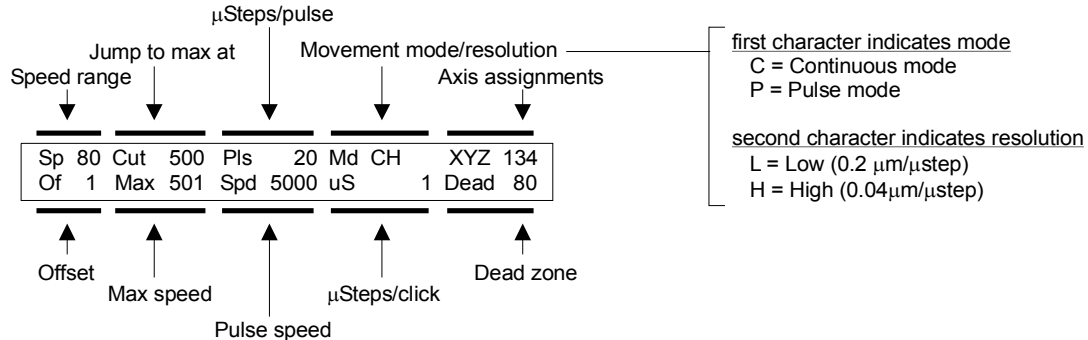 μSteps/pulse
Jump to max at
Movement mode/resolution
Speed range
Axis assignments
first character indicates mode
C = Continuous mode
P = Pulse mode
second character indicates resolution
L = Low (0.2 μm/μstep)
H = High (0.04μm/μstep)
Sp 80 Cut 500 Pls 20 Md CH XYZ 134
Of 1 Max 501 Spd 5000 uS 1 Dead 80
Offset
Dead zone
Max speed
μSteps/click
Pulse speed